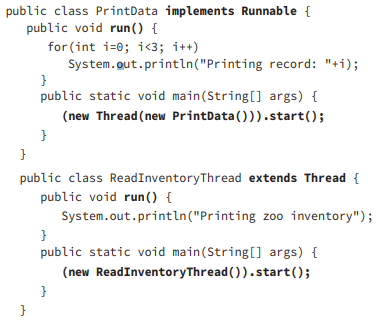 public class PrintData implements Runnable {
public void run() {
for(int i=0; i<3; i++)
System.out.println("Printing record: "+i);
}
public static void main(String[] args) {
(new Thread(new PrintData())).start();
}
}
public class ReadInventoryThread extends Thread {
public void run() {
System.out.println("Printing zoo inventory");
}
public static void main(String[] args) {
(new ReadInventoryThread()).start();
}
}